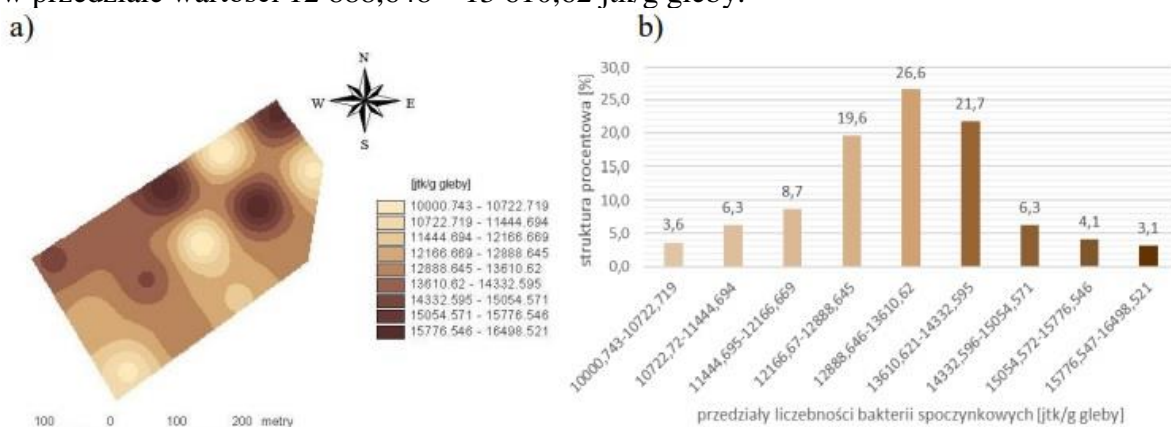 w przedziale wartości 12 888,646 – 13 610,62 jtk/g gleby.
a)
N
W E
S
[jtk/g gleby]
10000.743 - 10722.719
10722.719 - 11444.694
11444.694 - 12166.669
12166.669 - 12888.645
12888.645 - 13610.62
13610.62 - 14332.595
14332.595 - 15054.571
15054.571 - 15776.546
15776.546 - 16498.521
100 0 100 200 metry
b)
struktura procentowa [%]
30,0
25,0
20,0
15,0
10,0
5,0
0,0
3,6
6,3
8,7
19,6
26,6
21,7
6,3
4,1
3,1
10000,743-10722,719
10722,72-11444,694
11444,695-12166,669
12166,67-12888,645
12888,646-13610,62
13610,621-14332,595
14332,596-15054,571
15054,572-15776,546
15776,547-16498,521
przedziały liczebności bakterii spoczynkowych [jtk/g gleby]